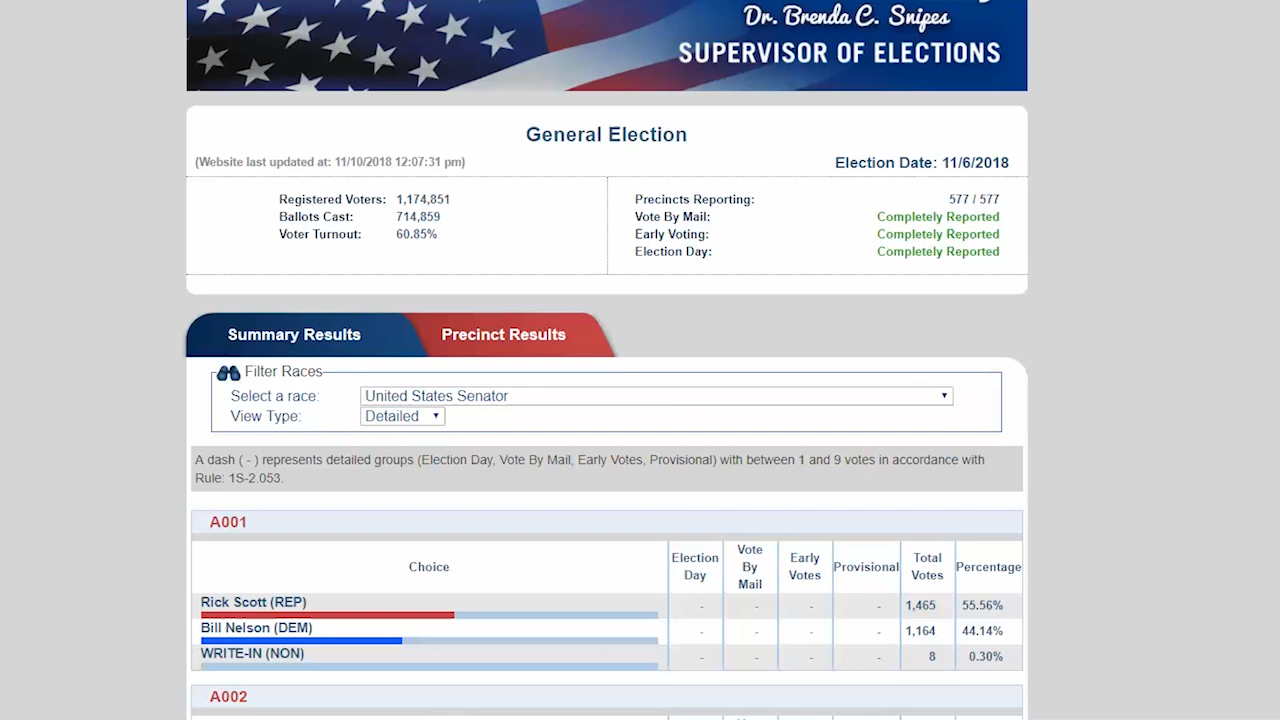 Dr. Brenda C. Snipes
SUPERVISOR OF ELECTIONS
General Election
(Website last updated at: 11/10/2018 12:07:31 pm)
Election Date: 11/6/2018
Registered Voters: 1,174,851
Ballots Cast: 714,859
Voter Turnout: 60.85%
Precincts Reporting: 577 / 577
Vote By Mail: Completely Reported
Early Voting: Completely Reported
Election Day: Completely Reported
Summary Results
Precinct Results
Filter Races
Select a race: United States Senator
View Type: Detailed
A dash ( - ) represents detailed groups (Election Day, Vote By Mail, Early Votes, Provisional) with between 1 and 9 votes in accordance with
Rule: 1S-2.053.
A001
Choice Election Day Vote By Mail Early Votes Provisional Total Votes Percentage
Rick Scott (REP) - - - - 1,465 55.56%
Bill Nelson (DEM) - - - - 1,164 44.14%
WRITE-IN (NON) - - - - 8 0.30%
A002